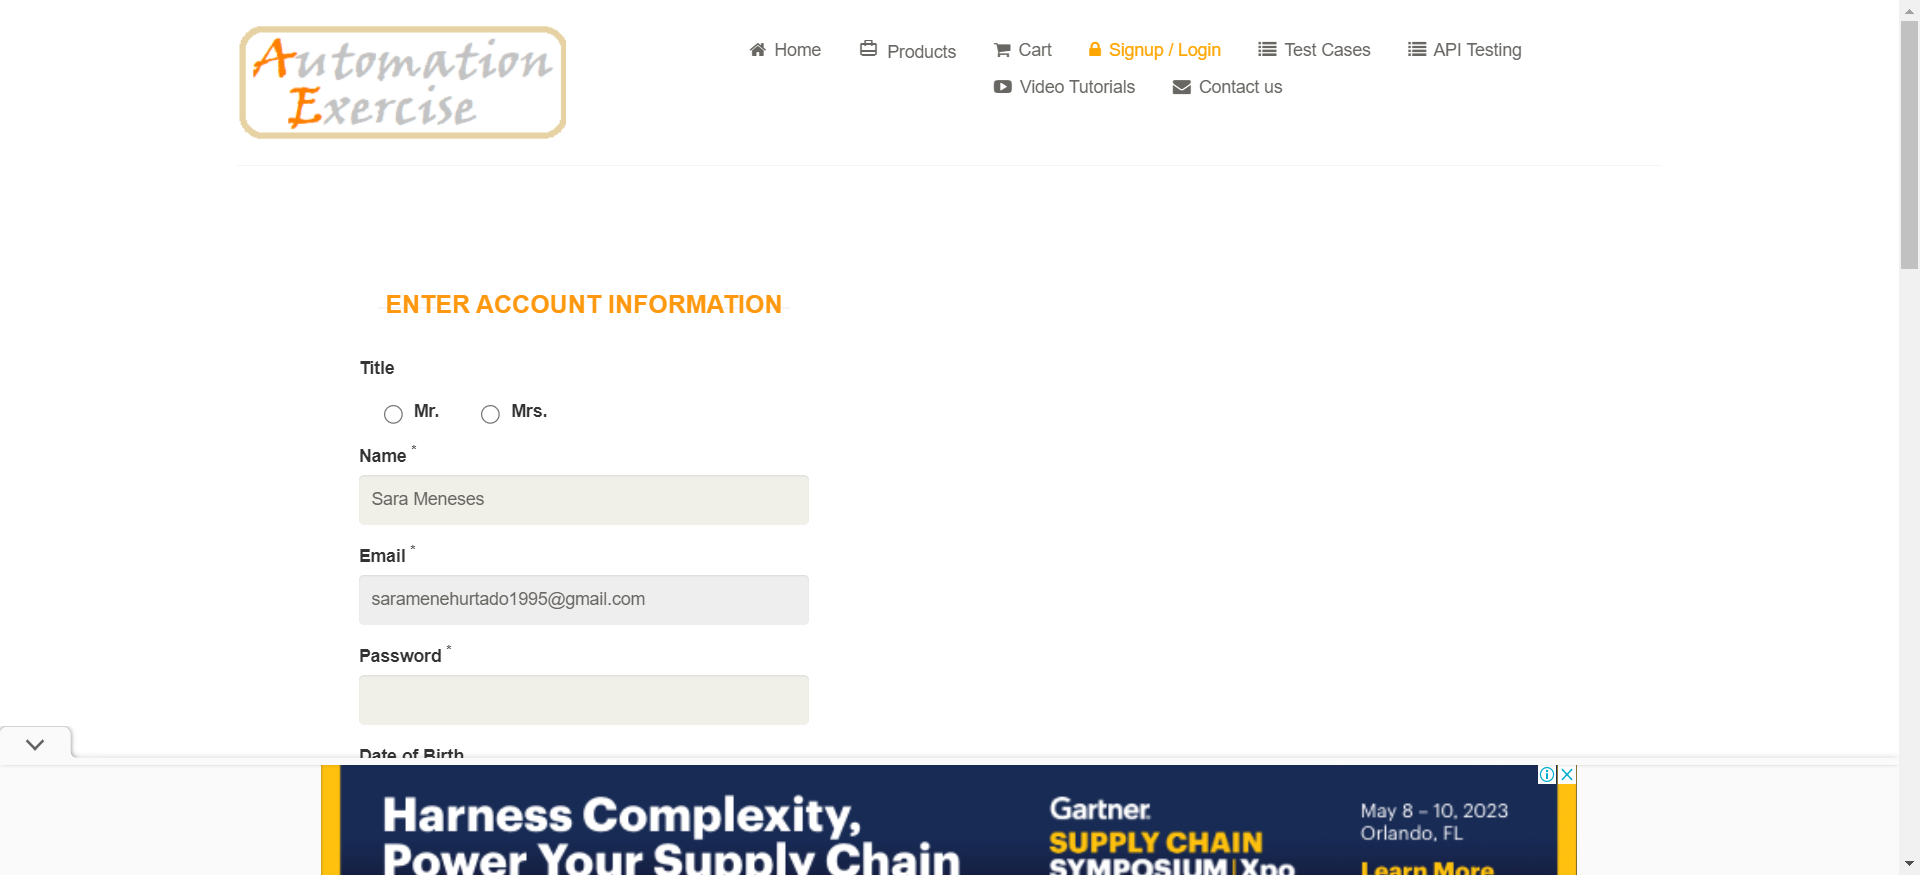 Automation
Exercise
Home
Products
Cart
Signup / Login
Test Cases
API Testing
Video Tutorials
Contact us
ENTER ACCOUNT INFORMATION
Title
Mr.
Mrs.
Name *
Sara Meneses
Email *
saramenehurtado1995@gmail.com
Password *
Date of Birth
Harness Complexity,
Power Your Supply Chain
Gartner
SUPPLY CHAIN
SYMPOSIUM | Xpo
May 8 – 10, 2023
Orlando, FL
Learn More